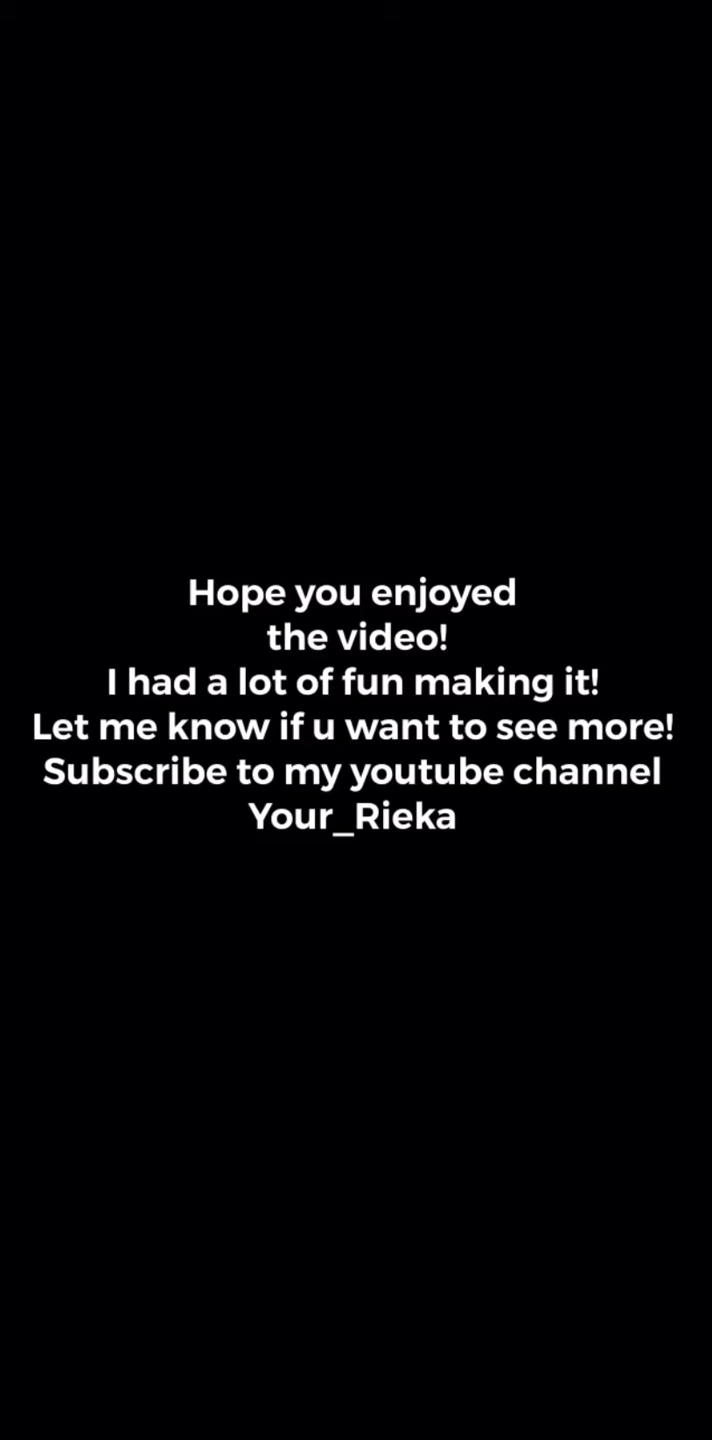 Hope you enjoyed
the video!
I had a lot of fun making it!
Let me know if u want to see more!
Subscribe to my youtube channel
Your_Rieka